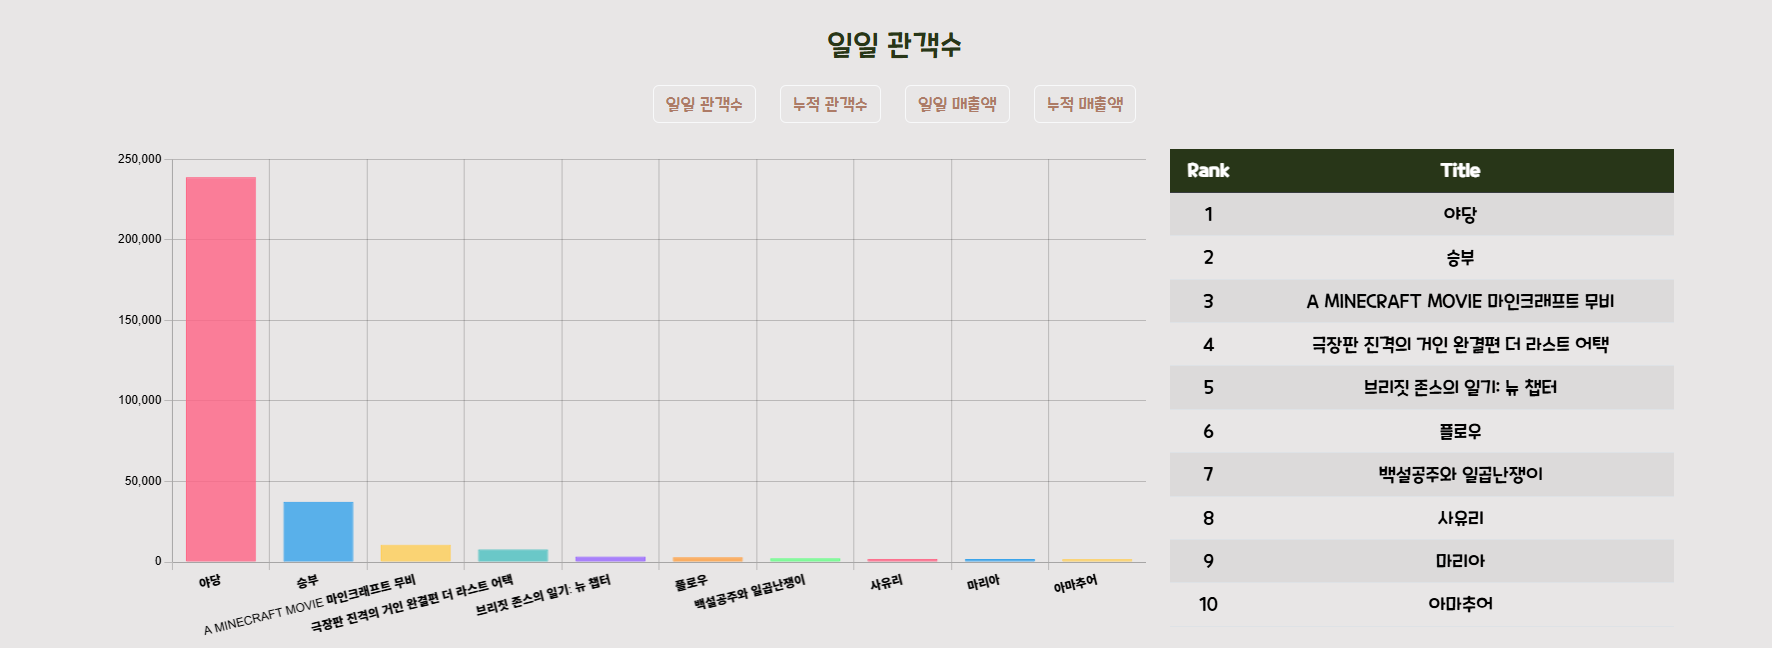 일일 관객수
일일 관객수
누적 관객수
일일 매출액
누적 매출액
250,000
200,000
150,000
100,000
50,000
0
야당
승부
A MINECRAFT MOVIE 마인크래프트 무비
극장판 진격의 거인 완결편 더 라스트 어택
브리짓 존스의 일기: 뉴 챕터
플로우
백설공주와 일곱난쟁이
사유리
마리아
아마추어
Rank Title
1 야당
2 승부
3 A MINECRAFT MOVIE 마인크래프트 무비
4 극장판 진격의 거인 완결편 더 라스트 어택
5 브리짓 존스의 일기: 뉴 챕터
6 플로우
7 백설공주와 일곱난쟁이
8 사유리
9 마리아
10 아마추어